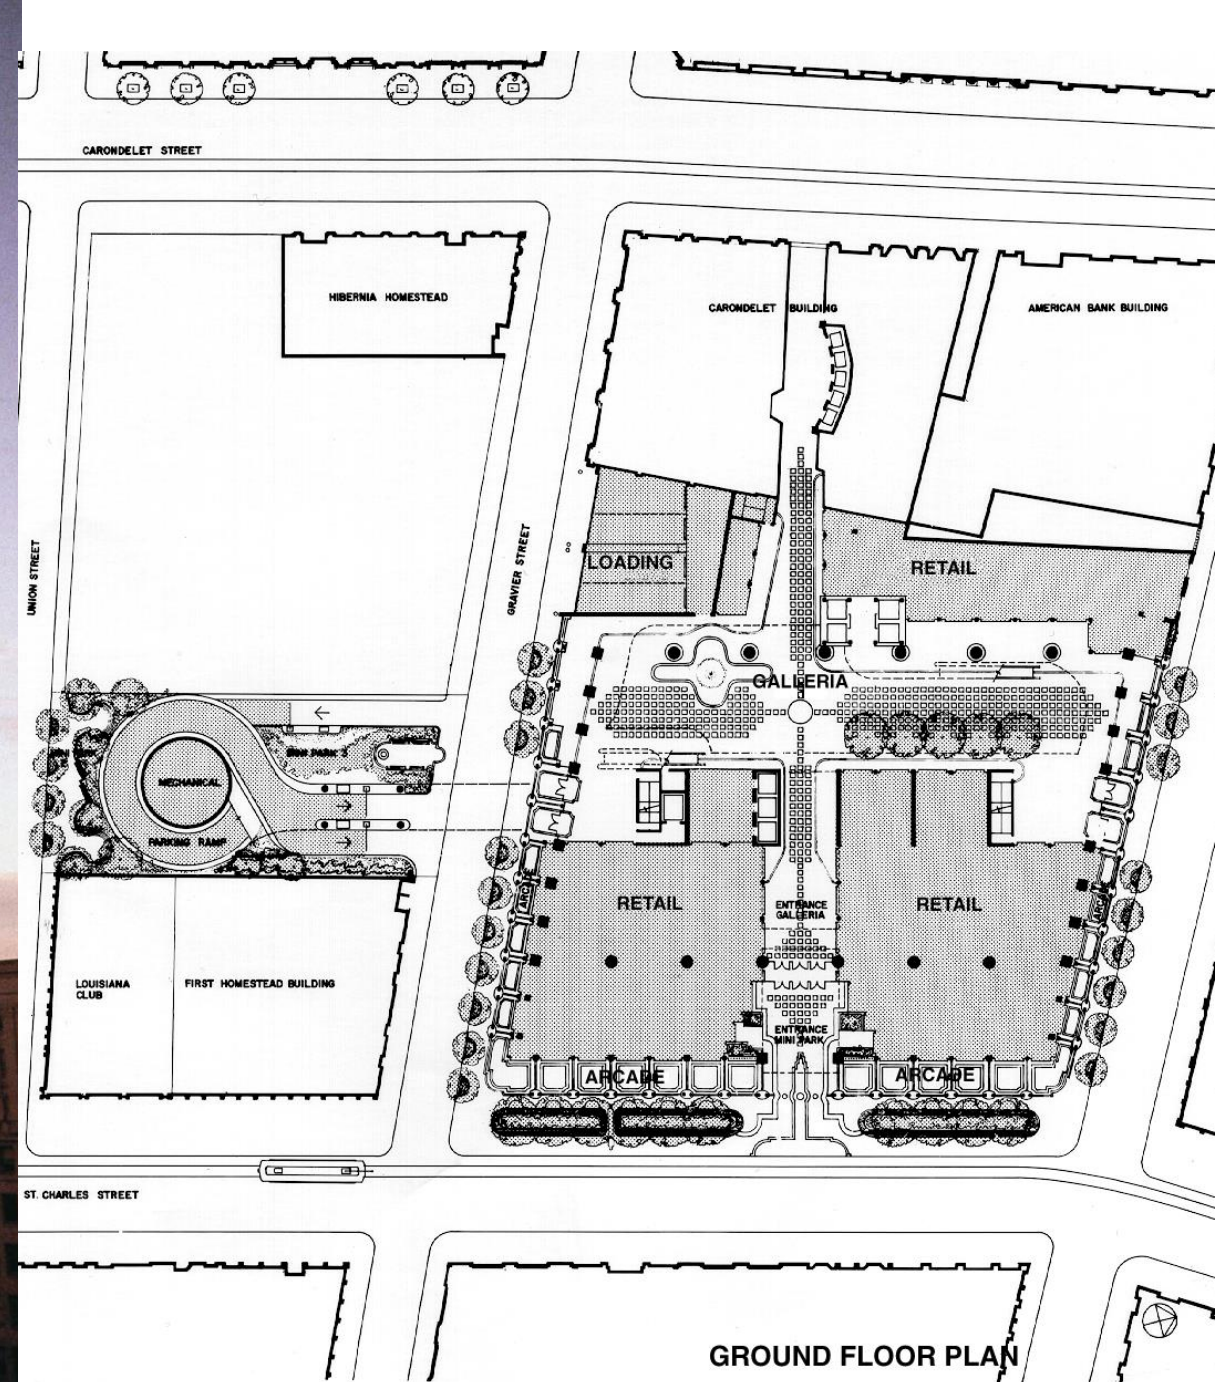 CARONDELET STREET
HIBERNIA HOMESTEAD
CARONDELET BUILDING
AMERICAN BANK BUILDING
UNION STREET
GRAVIER STREET
LOADING
RETAIL
GALLERIA
MINI PARK
MECHANICAL
PARKING RAMP
ARCADE
RETAIL
ENTRANCE
GALLERIA
RETAIL
ARCADE
LOUISIANA
CLUB
FIRST HOMESTEAD BUILDING
ENTRANCE
MINI PARK
ARCADE
ARCADE
ST. CHARLES STREET
GROUND FLOOR PLAN